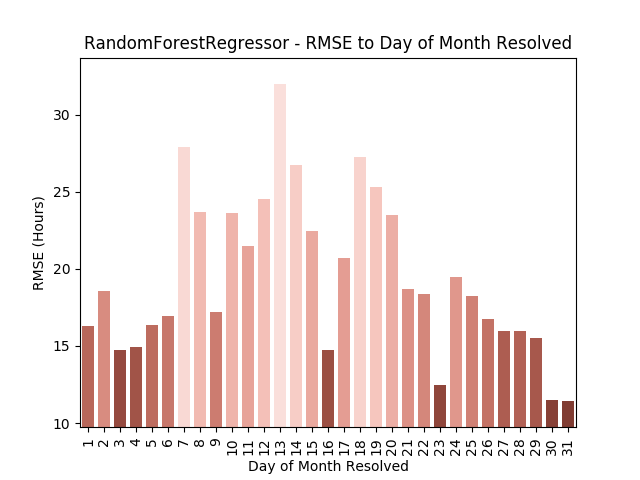 RandomForestRegressor - RMSE to Day of Month Resolved
RMSE (Hours)
30
25
20
15
10
1 2 3 4 5 6 7 8 9 10 11 12 13 14 15 16 17 18 19 20 21 22 23 24 25 26 27 28 29 30 31
Day of Month Resolved